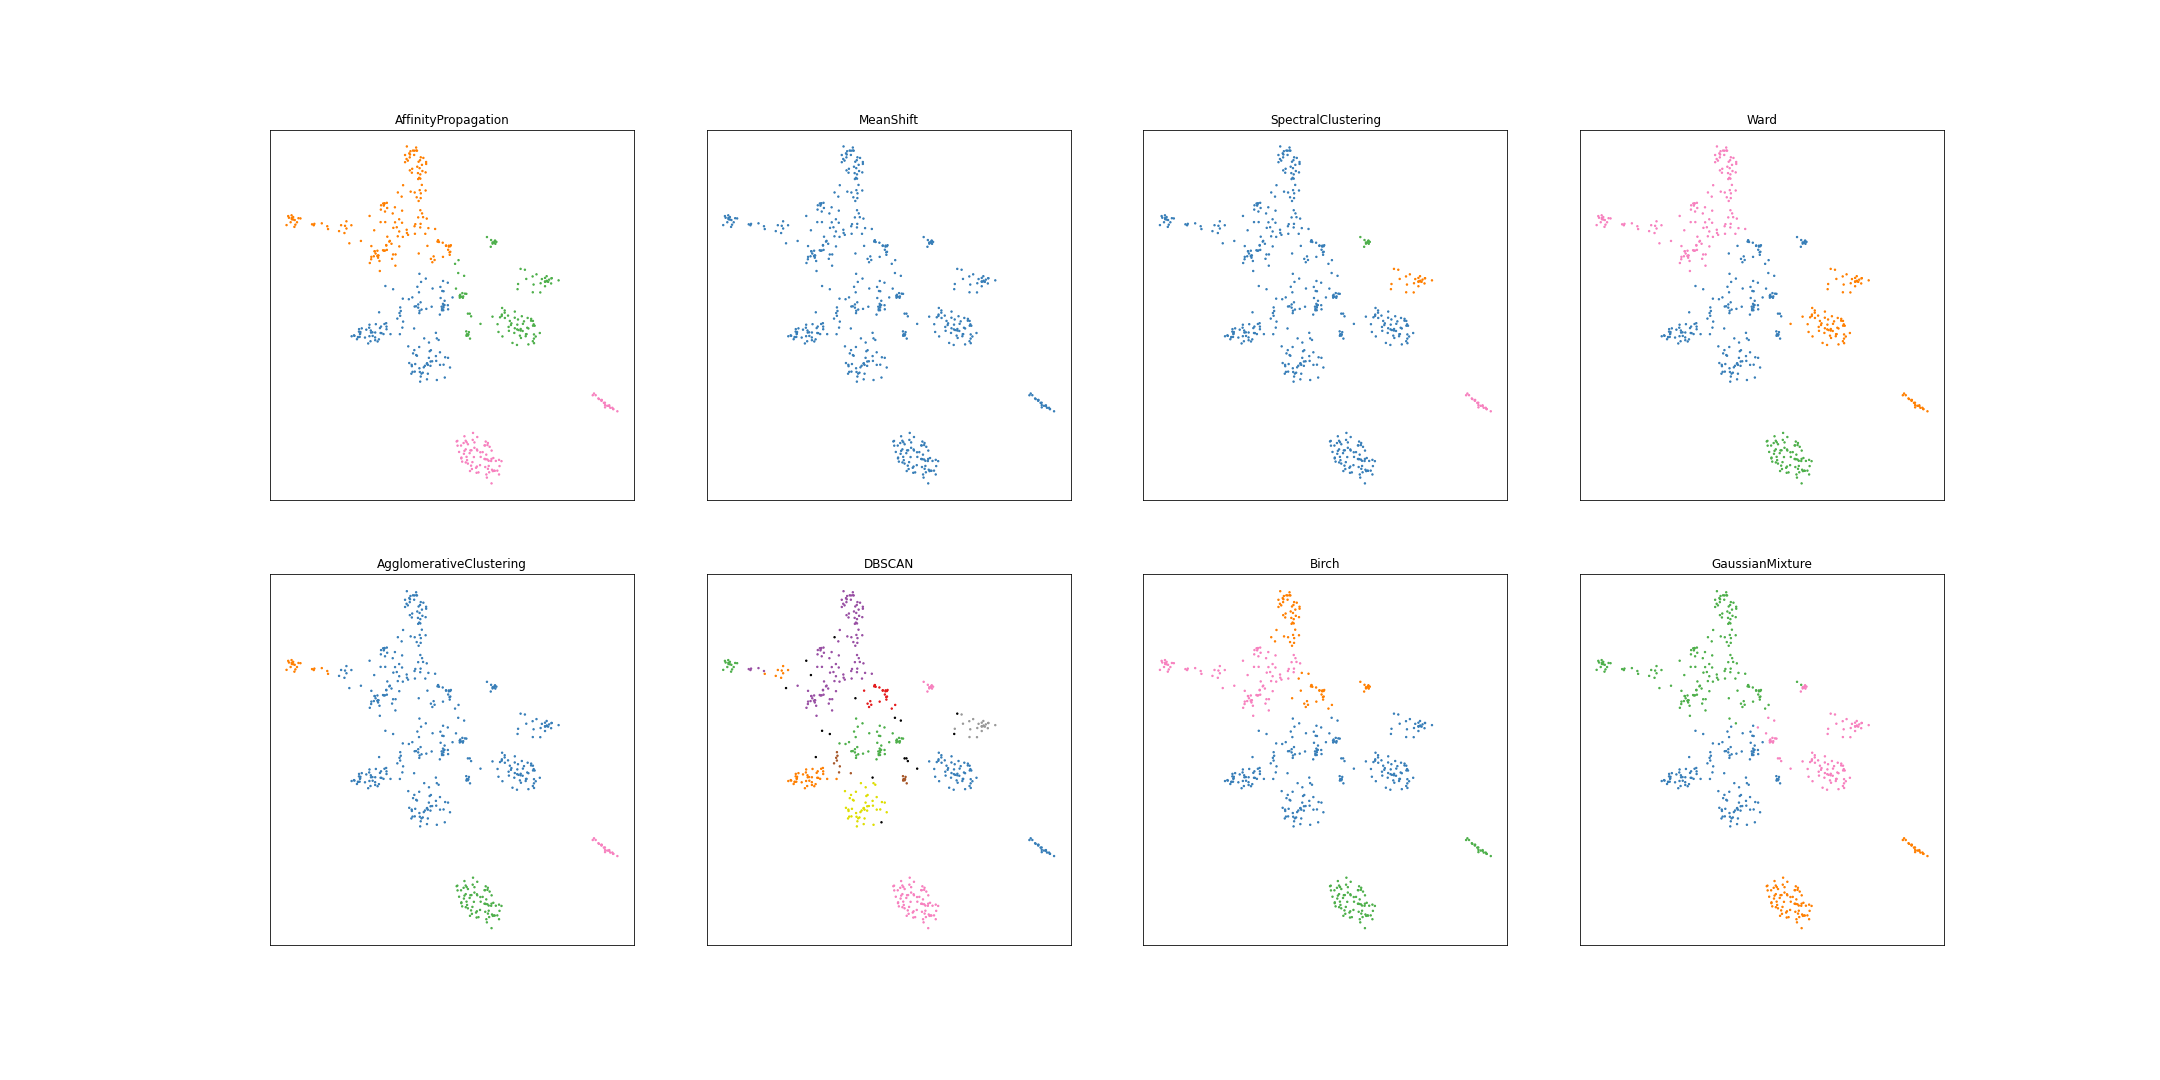 AffinityPropagation
MeanShift
SpectralClustering
Ward
AgglomerativeClustering
DBSCAN
Birch
GaussianMixture